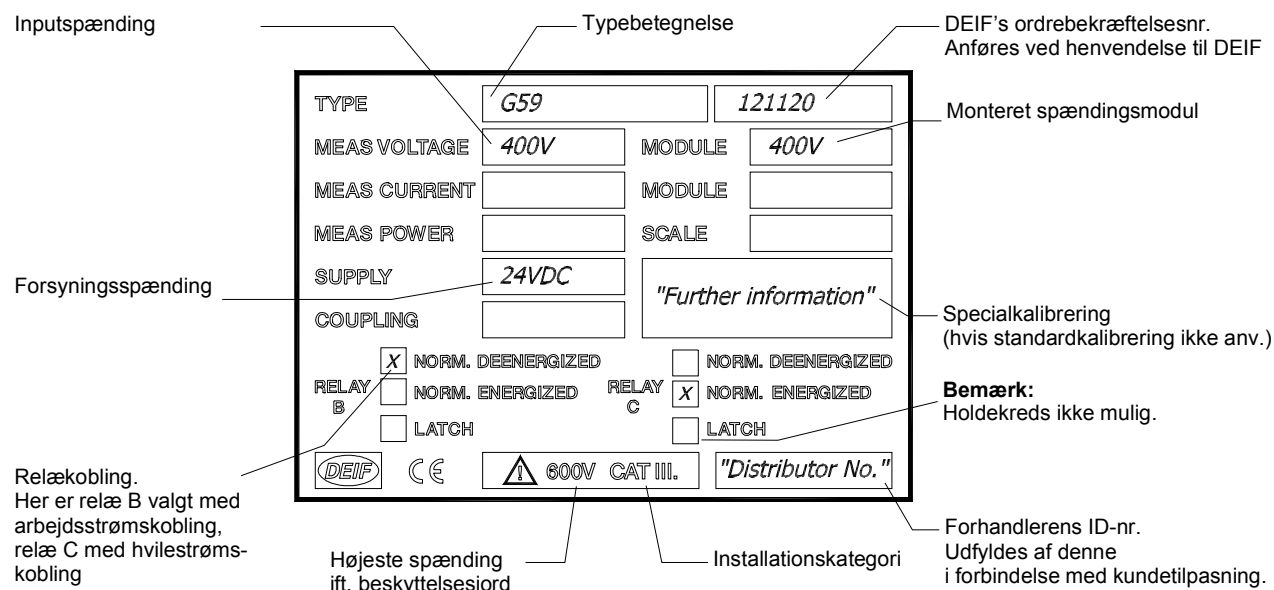 Inputspænding
Typebetegnelse
DEIF's ordrebekræftelsesnr.
Anføres ved henvendelse til DEIF
TYPE G59 121120
Monteret spændingsmodul
MEAS VOLTAGE 400V MODULE 400V
MEAS CURRENT MODULE
MEAS POWER SCALE
Forsyningsspænding
SUPPLY 24VDC "Further information"
COUPLING
Specialkalibrering
(hvis standardkalibrering ikke anv.)
X NORM. DEENERGIZED NORM. DEENERGIZED
RELAY B NORM. ENERGIZED RELAY C X NORM. ENERGIZED
LATCH LATCH
Bemærk:
Holdekreds ikke mulig.
DEIF CE 600V CAT III. "Distributor No."
Relækobling.
Her er relæ B valgt med
arbejdsstrømskobling,
relæ C med hvilestrøms-
kobling
Højeste spænding
ift. beskyttelsesjord
Installationskategori
Forhandlerens ID-nr.
Udfyldes af denne
i forbindelse med kundetilpasning.